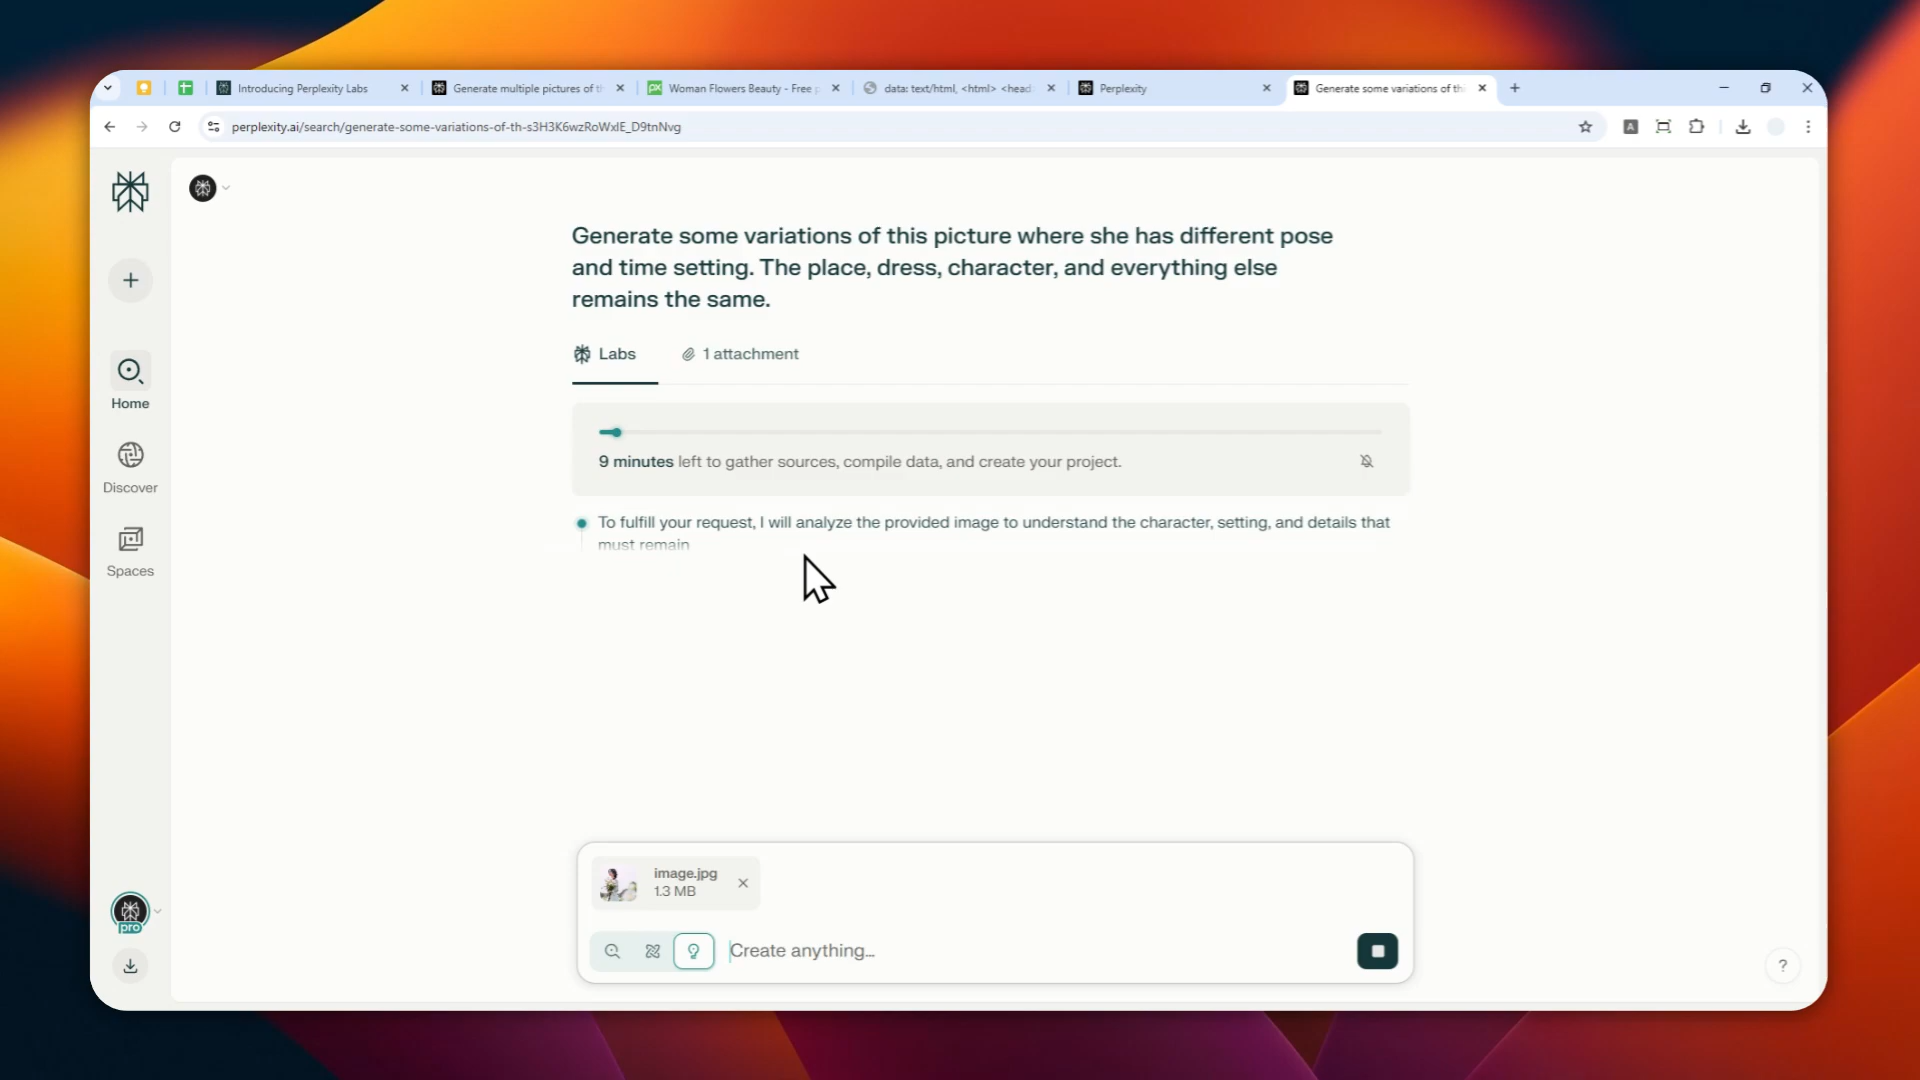 Introducing Perplexity Labs
Generate multiple pictures of th
Woman Flowers Beauty - Free p
data: text/html, <html> <head
Perplexity
Generate some variations of th
perplexity.ai/search/generate-some-variations-of-th-s3H3K6wzRoWxlE_D9tnNvg
A
Generate some variations of this picture where she has different pose
and time setting. The place, dress, character, and everything else
remains the same.
Labs
1 attachment
9 minutes left to gather sources, compile data, and create your project.
To fulfill your request, I will analyze the provided image to understand the character, setting, and details that
must remain
Home
Discover
Spaces
pro
image.jpg
1.3 MB
Create anything...
?